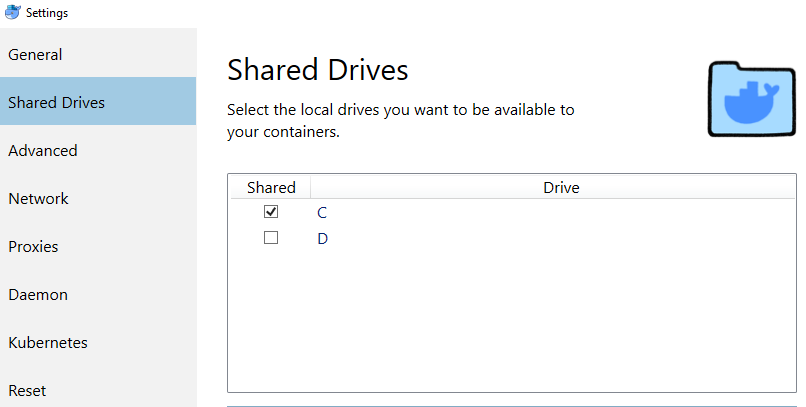 Settings
General
Shared Drives
Advanced
Network
Proxies
Daemon
Kubernetes
Reset
Shared Drives
Select the local drives you want to be available to
your containers.
Shared Drive
C
D